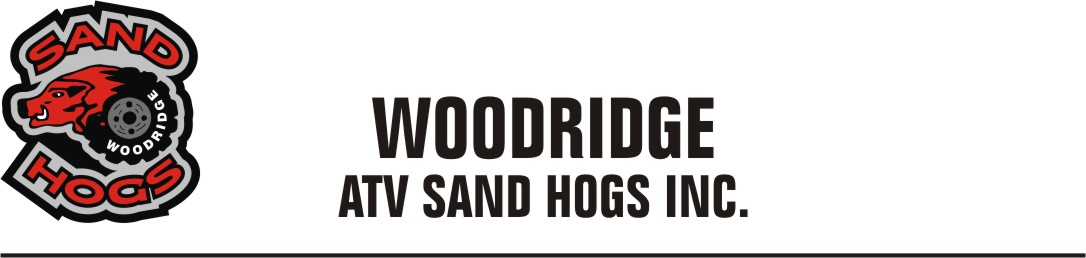 SAND
WOODRIDGE
HOGS
WOODRIDGE
ATV SAND HOGS INC.